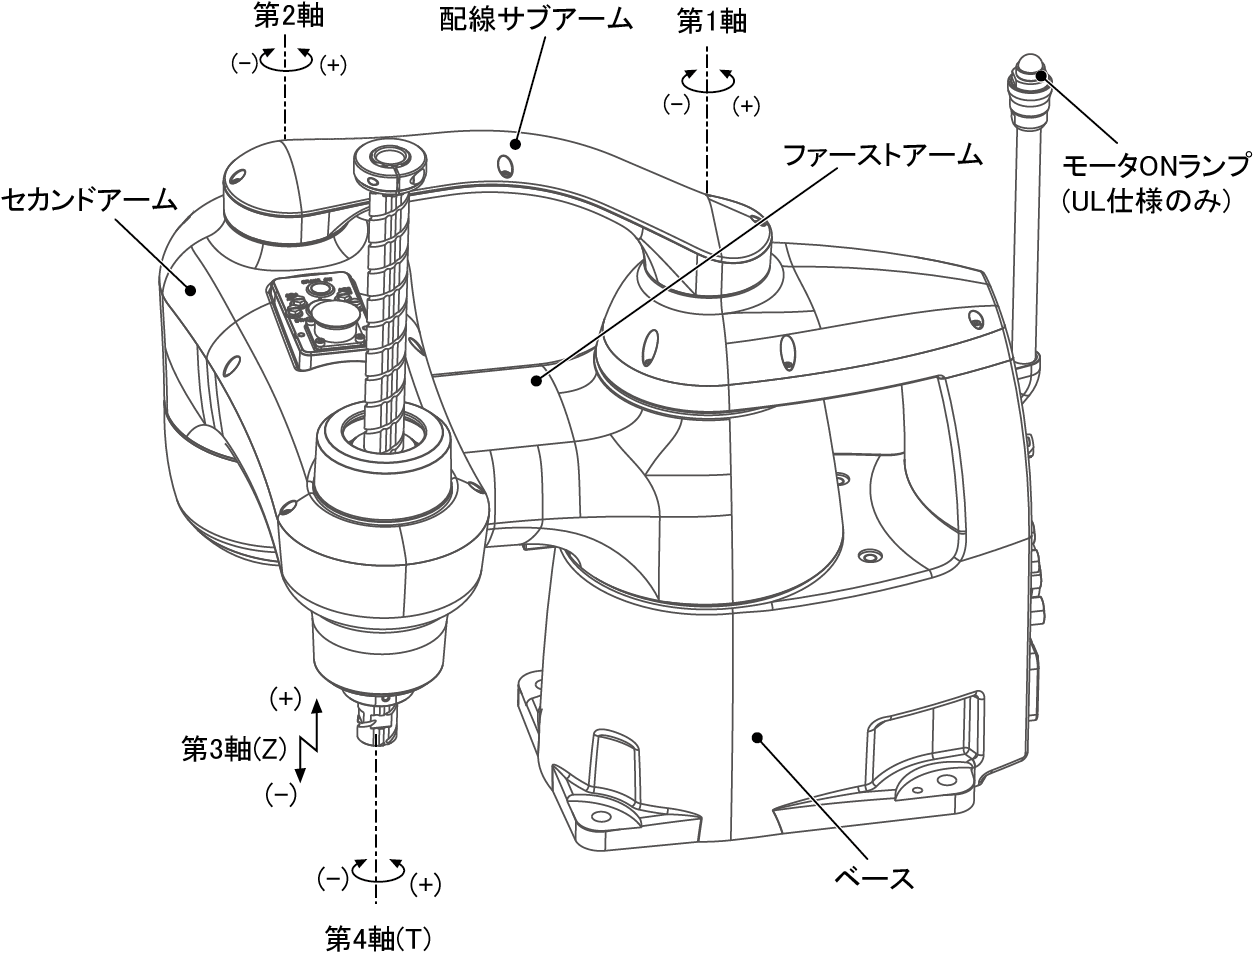 第2軸
(−)
(+)
配線サブアーム
第1軸
(−)
(+)
モータONランプ
(UL仕様のみ)
ファーストアーム
セカンドアーム
(+)
第3軸(Z)
(−)
ベース
(−)
(+)
第4軸(T)